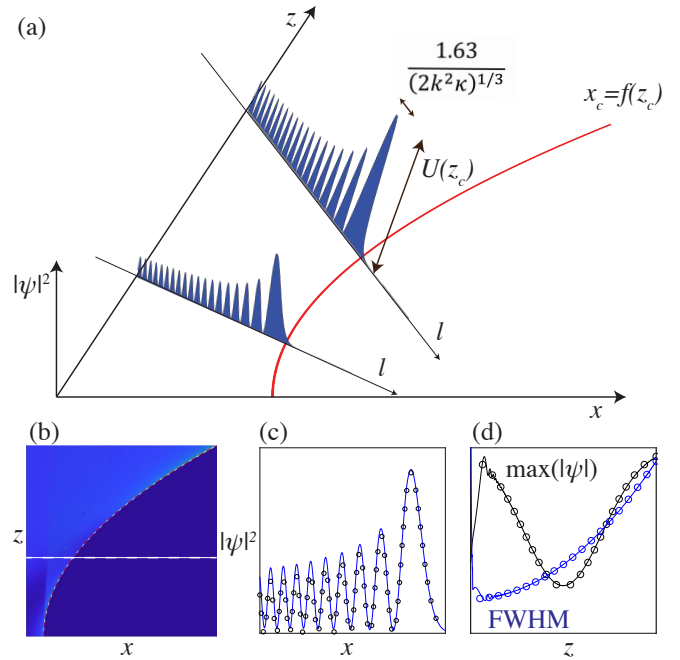 (a)
z
1.63
(2k²κ)^{1/3}
x_c=f(z_c)
U(z_c)
|ψ|²
l
l
x
(b)
(c)
(d)
max(|ψ|)
z
|ψ|²
FWHM
x
x
z